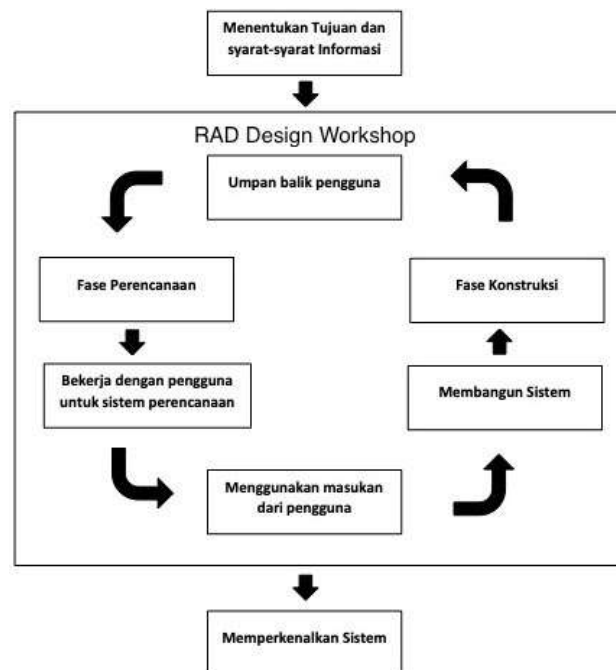 Menentukan Tujuan dan
syarat-syarat Informasi
RAD Design Workshop
Umpan balik pengguna
Fase Perencanaan
Fase Konstruksi
Bekerja dengan pengguna
untuk sistem perencanaan
Membangun Sistem
Menggunakan masukan
dari pengguna
Memperkenalkan Sistem